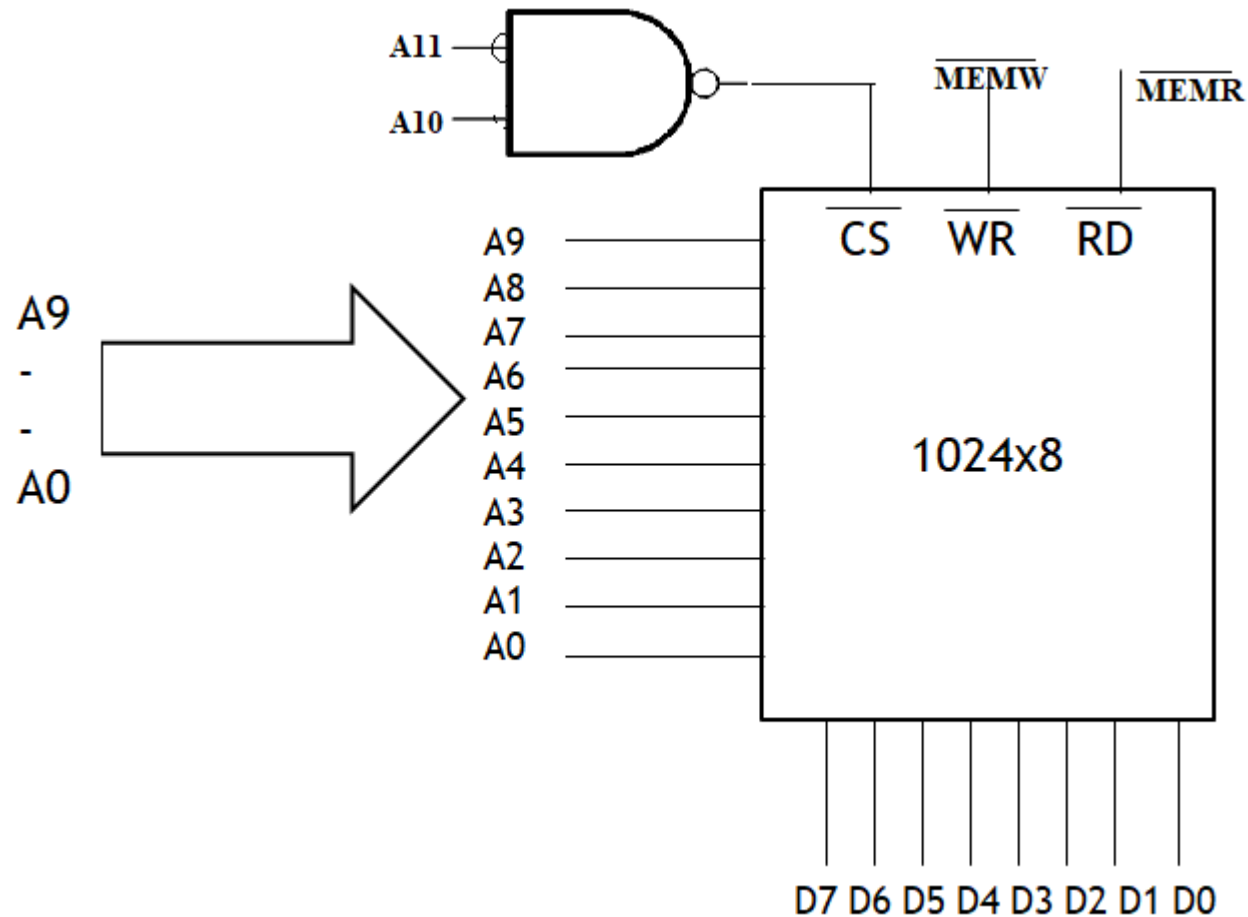 A11
A10
MEMW
MEMR
CS WR RD
A9
-
-
A0
A9
A8
A7
A6
A5
A4
A3
A2
A1
A0
1024x8
D7 D6 D5 D4 D3 D2 D1 D0